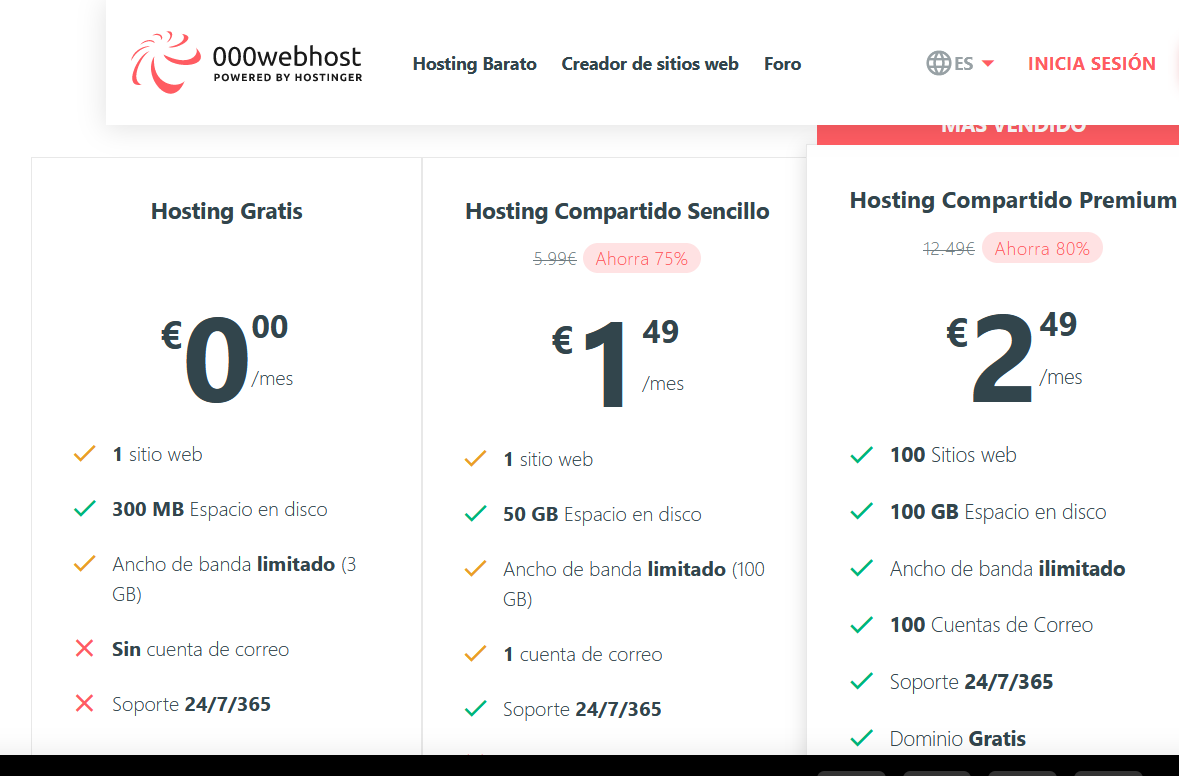 000webhost
POWERED BY HOSTINGER
Hosting Barato
Creador de sitios web
Foro
ES
INICIA SESIÓN
MÁS VENDIDO
Hosting Gratis
€0 00
/mes
1 sitio web
300 MB Espacio en disco
Ancho de banda limitado (3
GB)
Sin cuenta de correo
Soporte 24/7/365
Hosting Compartido Sencillo
5.99€ Ahorra 75%
€1 49
/mes
1 sitio web
50 GB Espacio en disco
Ancho de banda limitado (100
GB)
1 cuenta de correo
Soporte 24/7/365
Hosting Compartido Premium
12.49€ Ahorra 80%
€2 49
/mes
100 Sitios web
100 GB Espacio en disco
Ancho de banda ilimitado
100 Cuentas de Correo
Soporte 24/7/365
Dominio Gratis